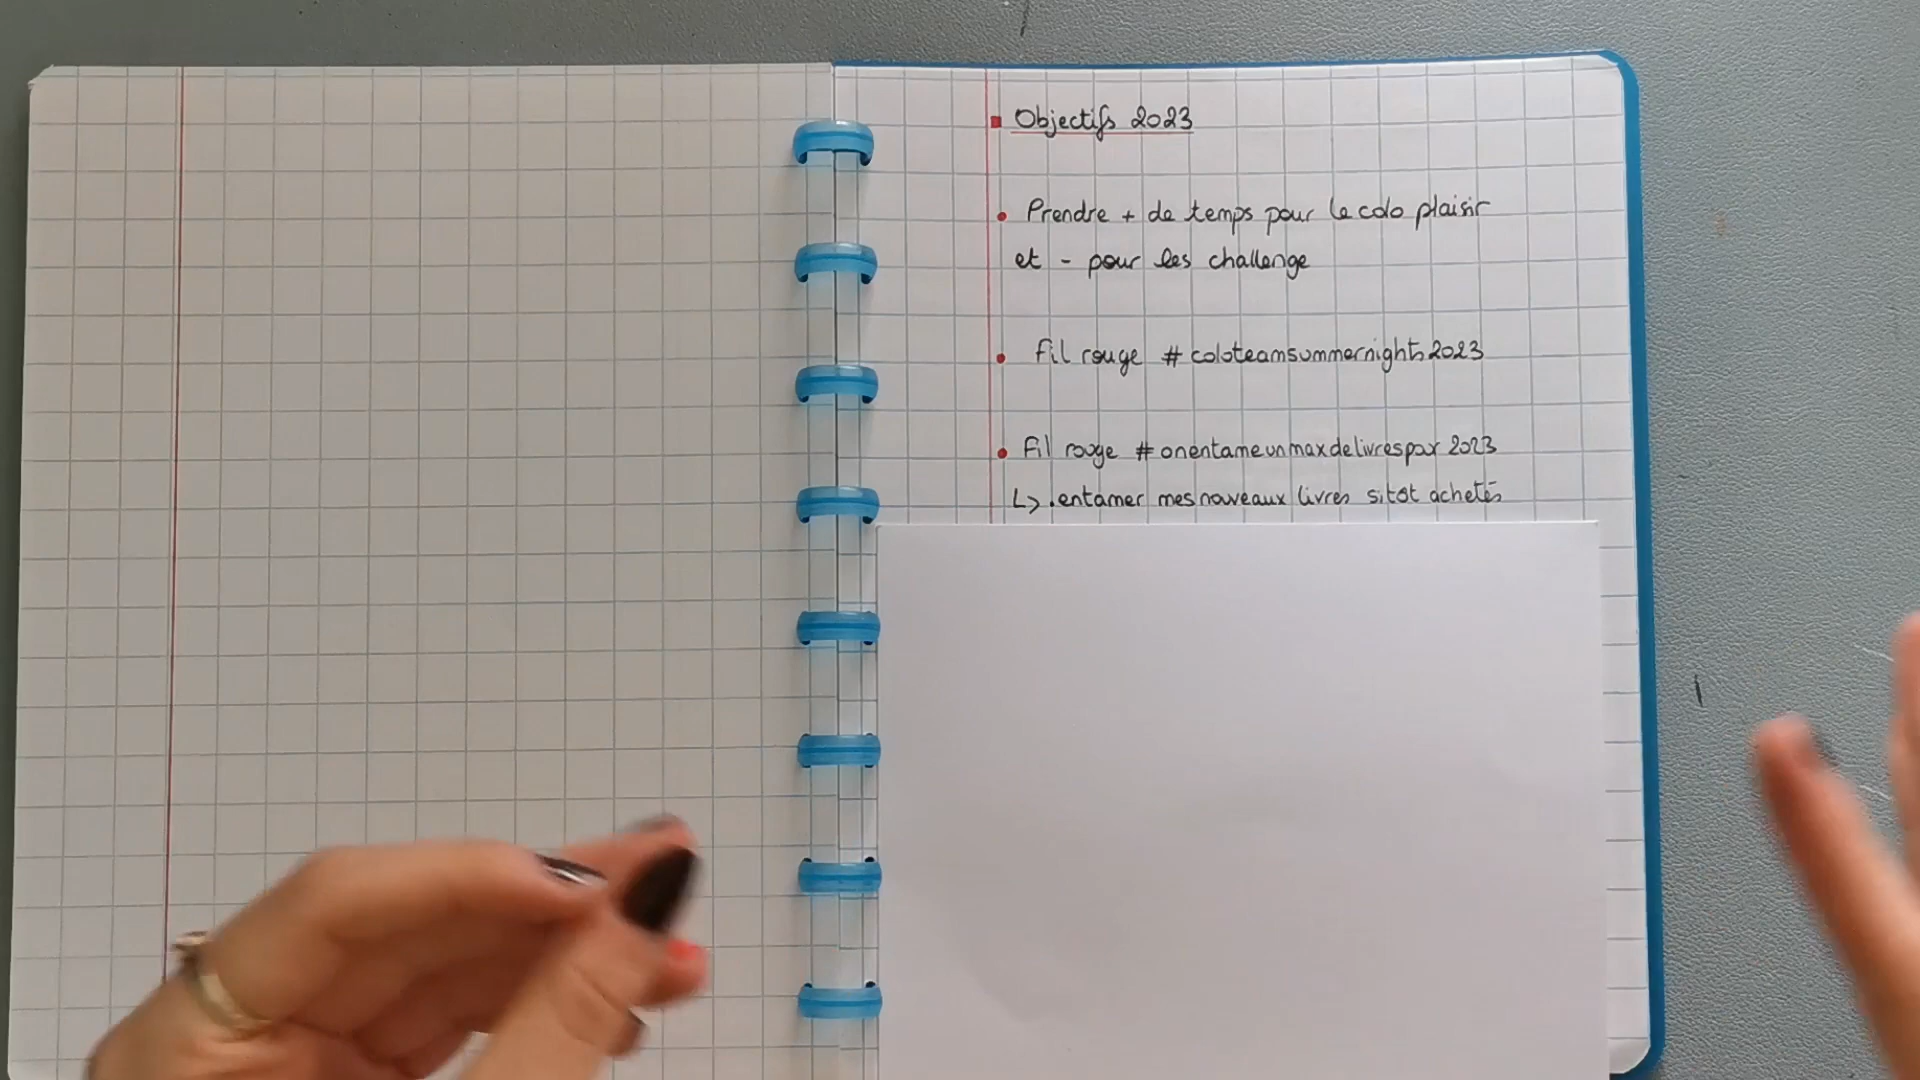 Objectifs 2023
• Prendre + de temps pour le colo plaisir
et - pour les challenge
• Fil rouge #coloteamsummernights2023
• Fil rouge #onentameunmaxdelivrespar2023
↳ . entamer mes nouveaux livres sitôt achetés